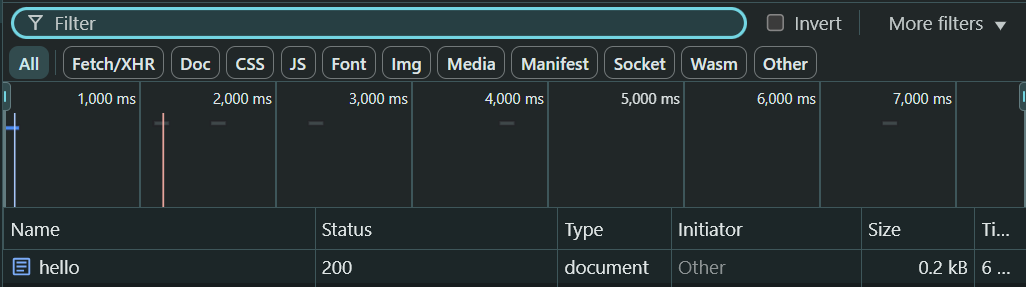 Filter Invert More filters
All Fetch/XHR Doc CSS JS Font Img Media Manifest Socket Wasm Other
1,000 ms 2,000 ms 3,000 ms 4,000 ms 5,000 ms 6,000 ms 7,000 ms
Name Status Type Initiator Size Ti...
hello 200 document Other 0.2 kB 6 ...